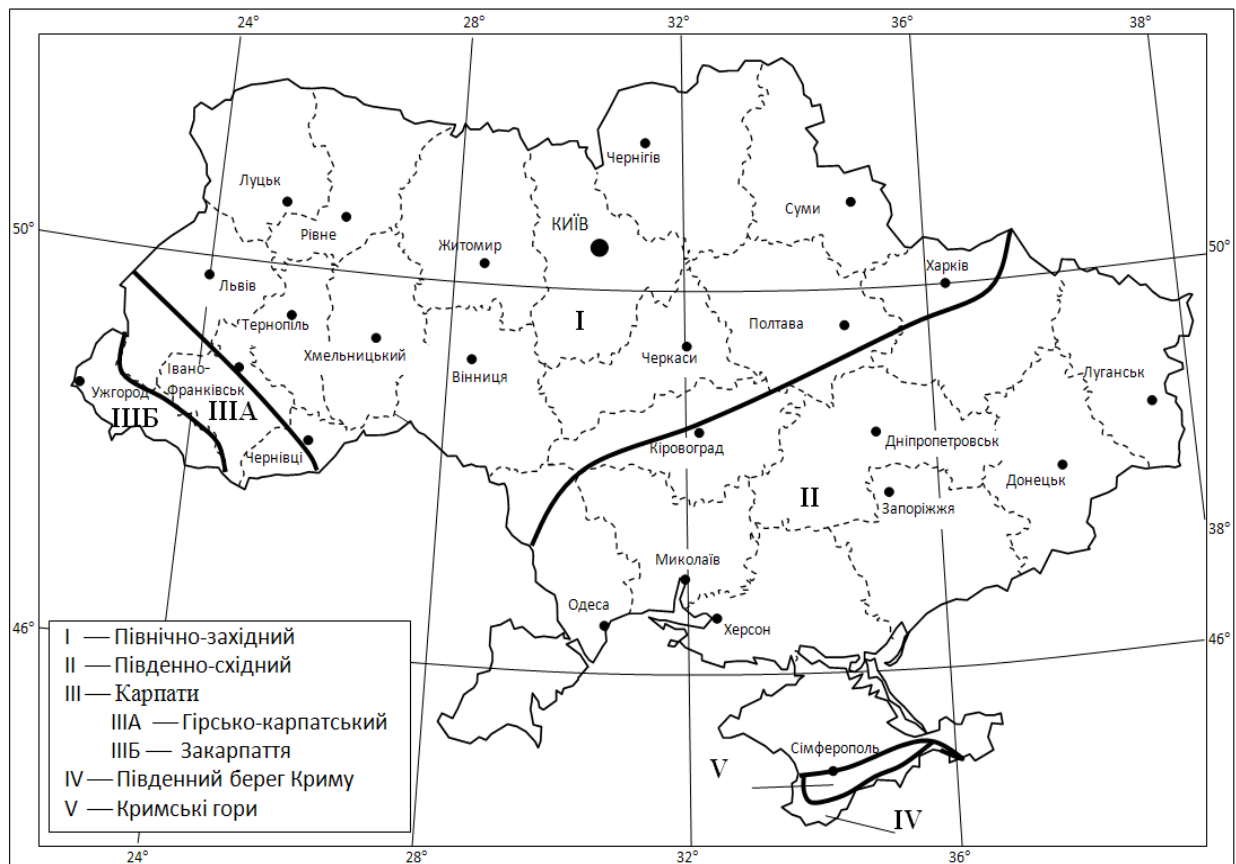 24° 28° 32° 36° 38°
Чернігів
Луцьк
Суми
Рівне
КИЇВ
50°
Житомир
50°
Харків
Львів
Тернопіль
I
Полтава
Хмельницький
Черкаси
Вінниця
Івано-
Франківськ
Луганськ
Ужгород
IIIБ
IIIА
Чернівці
Кіровоград
Дніпропетровськ
II
Донецьк
Запоріжжя
38°
Миколаїв
Одеса
Херсон
46°
46°
I — Північно-західний
II — Південно-східний
III — Карпати
IIIА — Гірсько-карпатський
IIIБ — Закарпаття
IV — Південний берег Криму
V — Кримські гори
Сімферополь
V
IV
24° 28° 32° 36°